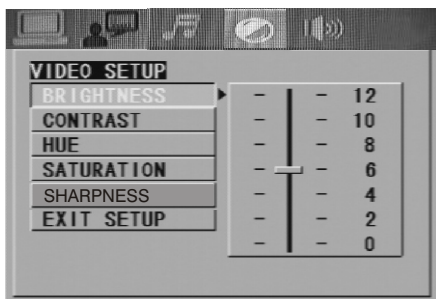 VIDEO SETUP
BRIGHTNESS
CONTRAST
HUE
SATURATION
SHARPNESS
EXIT SETUP
12
10
8
6
4
2
0